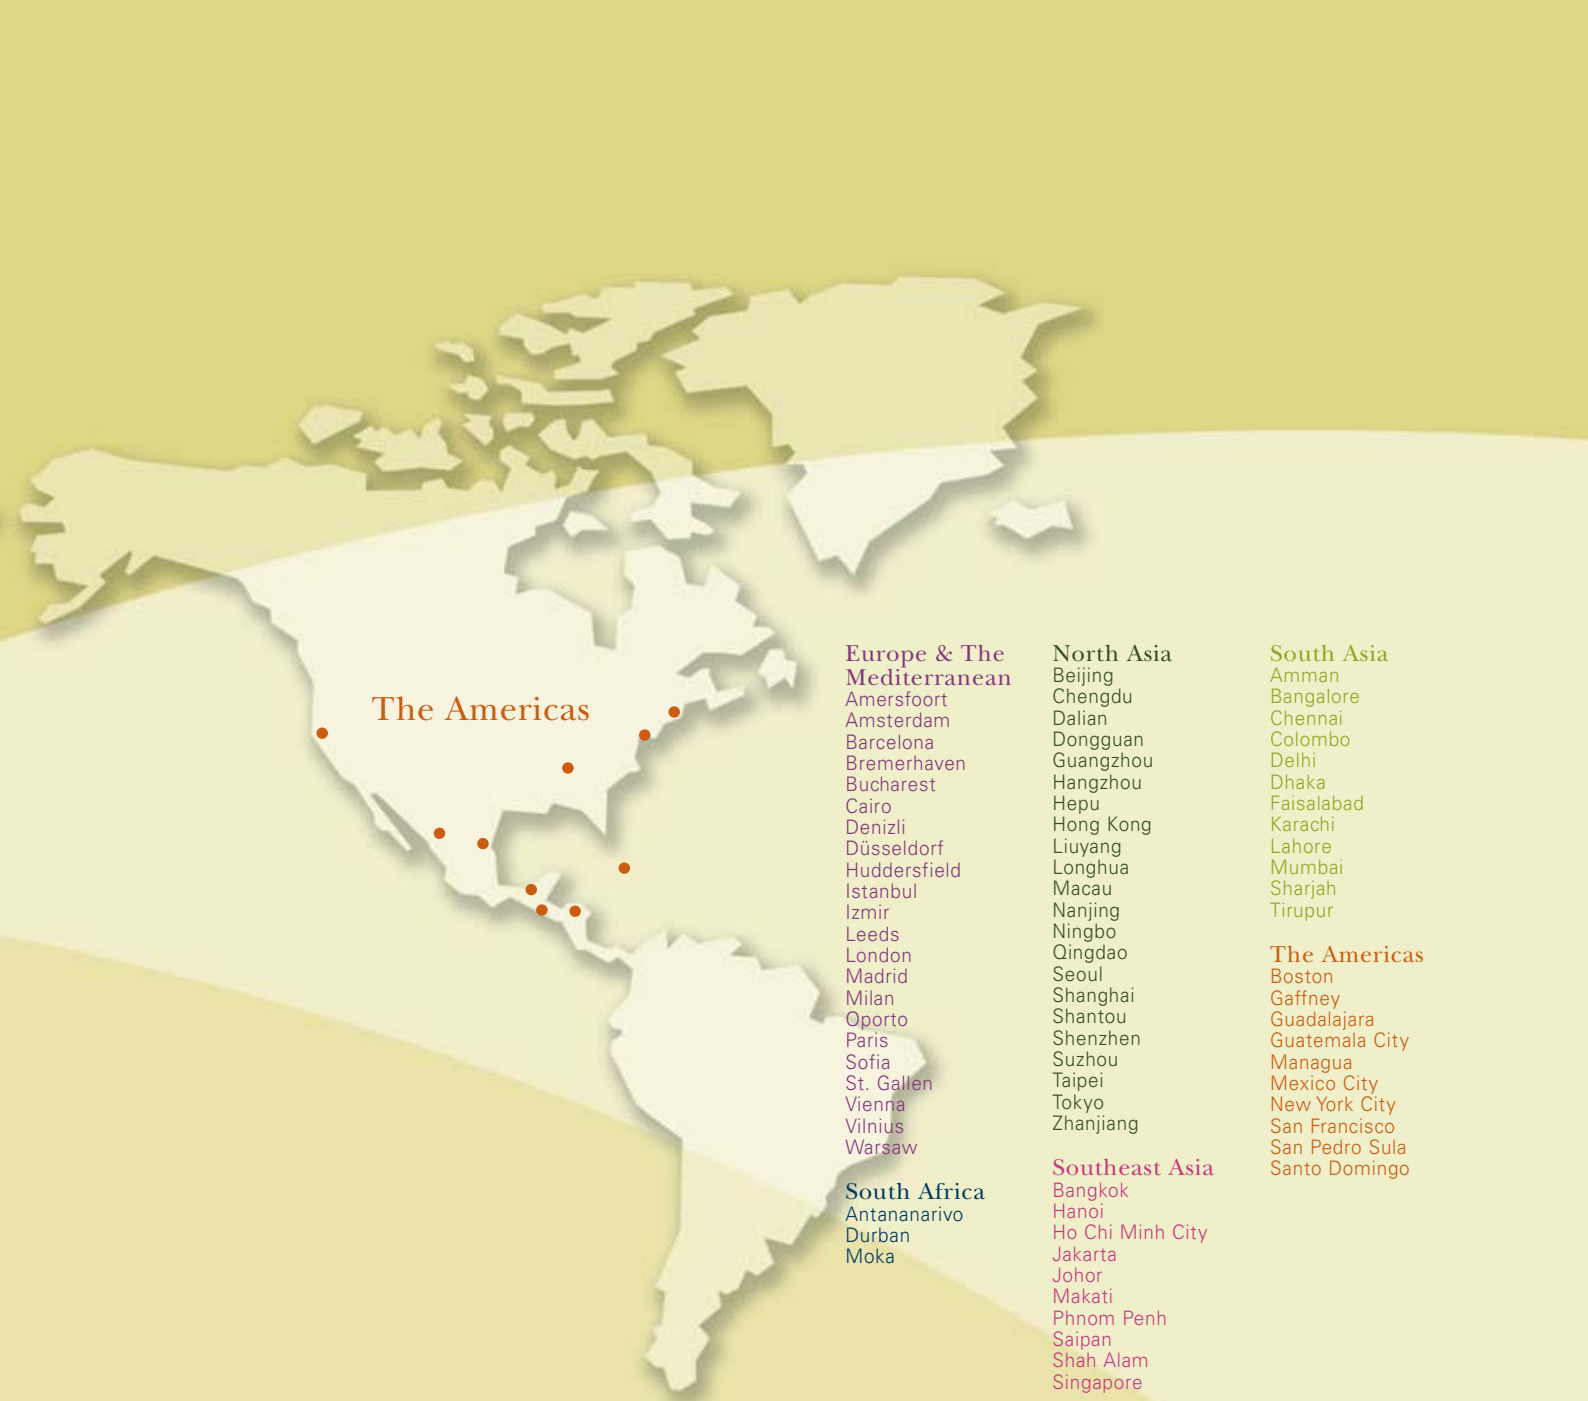 The Americas
Europe & The
Mediterranean
Amersfoort
Amsterdam
Barcelona
Bremerhaven
Bucharest
Cairo
Denizli
Düsseldorf
Huddersfield
Istanbul
Izmir
Leeds
London
Madrid
Milan
Oporto
Paris
Sofia
St. Gallen
Vienna
Vilnius
Warsaw
South Africa
Antananarivo
Durban
Moka
North Asia
Beijing
Chengdu
Dalian
Dongguan
Guangzhou
Hangzhou
Hepu
Hong Kong
Liuyang
Longhua
Macau
Nanjing
Ningbo
Qingdao
Seoul
Shanghai
Shantou
Shenzhen
Suzhou
Taipei
Tokyo
Zhanjiang
Southeast Asia
Bangkok
Hanoi
Ho Chi Minh City
Jakarta
Johor
Makati
Phnom Penh
Saipan
Shah Alam
Singapore
South Asia
Amman
Bangalore
Chennai
Colombo
Delhi
Dhaka
Faisalabad
Karachi
Lahore
Mumbai
Sharjah
Tirupur
The Americas
Boston
Gaffney
Guadalajara
Guatemala City
Managua
Mexico City
New York City
San Francisco
San Pedro Sula
Santo Domingo